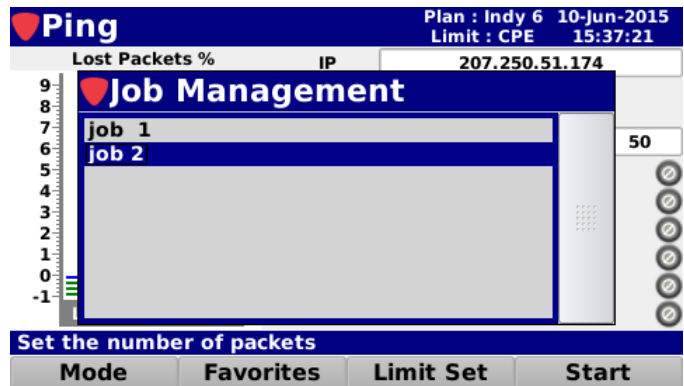 Ping
Plan : Indy 6 10-Jun-2015
Limit : CPE 15:37:21
Lost Packets %
IP
207.250.51.174
Job Management
9
8
7
6
5
4
3
2
1
0
-1
job 1
job 2
50
Set the number of packets
Mode Favorites Limit Set Start